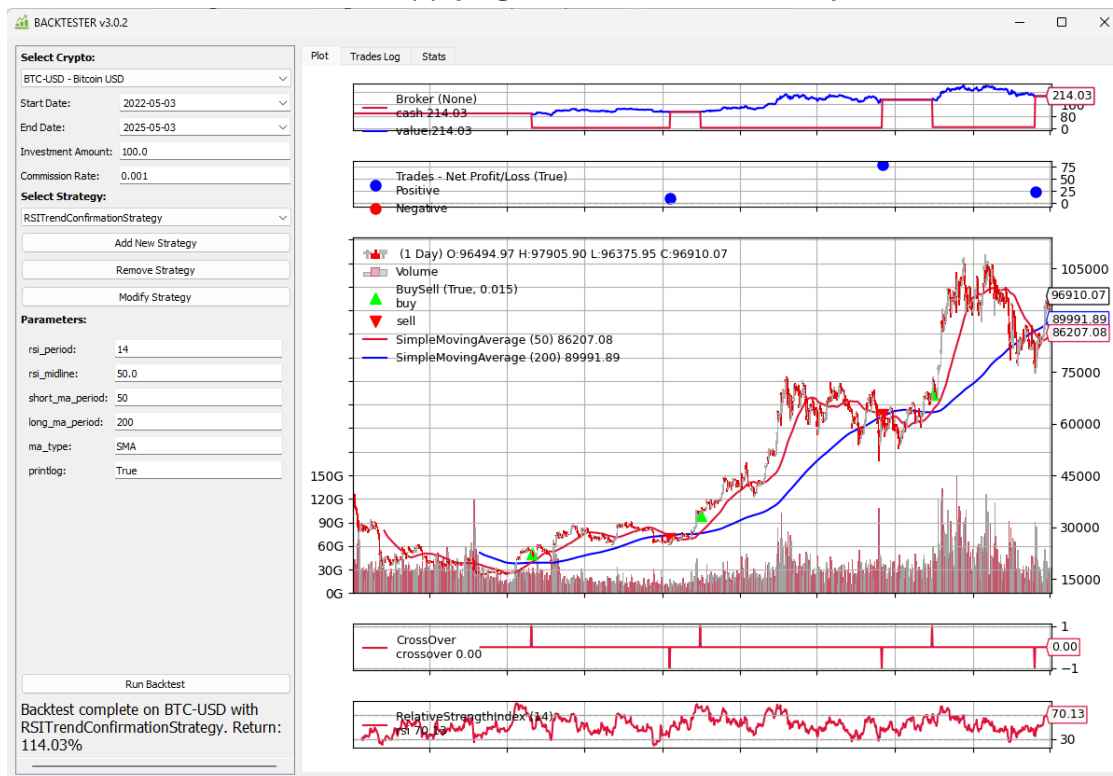 BACKTESTER v3.0.2
Select Crypto:
BTC-USD - Bitcoin USD
Start Date: 2022-05-03
End Date: 2025-05-03
Investment Amount: 100.0
Commission Rate: 0.001
Select Strategy:
RSITrendConfirmationStrategy
Add New Strategy
Remove Strategy
Modify Strategy
Parameters:
rsi_period: 14
rsi_midline: 50.0
short_ma_period: 50
long_ma_period: 200
ma_type: SMA
printlog: True
Run Backtest
Backtest complete on BTC-USD with
RSITrendConfirmationStrategy. Return:
114.03%
Plot Trades Log Stats
Broker (None)
cash 214.03
value 214.03
214.03
100
80
0
Trades - Net Profit/Loss (True)
Positive
Negative
75
50
25
0
(1 Day) O:96494.97 H:97905.90 L:96375.95 C:96910.07
Volume
BuySell (True, 0.015)
buy
sell
SimpleMovingAverage (50) 86207.08
SimpleMovingAverage (200) 89991.89
105000
96910.07
89991.89
86207.08
75000
60000
45000
30000
15000
150G
120G
90G
60G
30G
0G
CrossOver
crossover 0.00
1
0.00
−1
RelativeStrengthIndex (14)
rsi 70.13
70.13
30